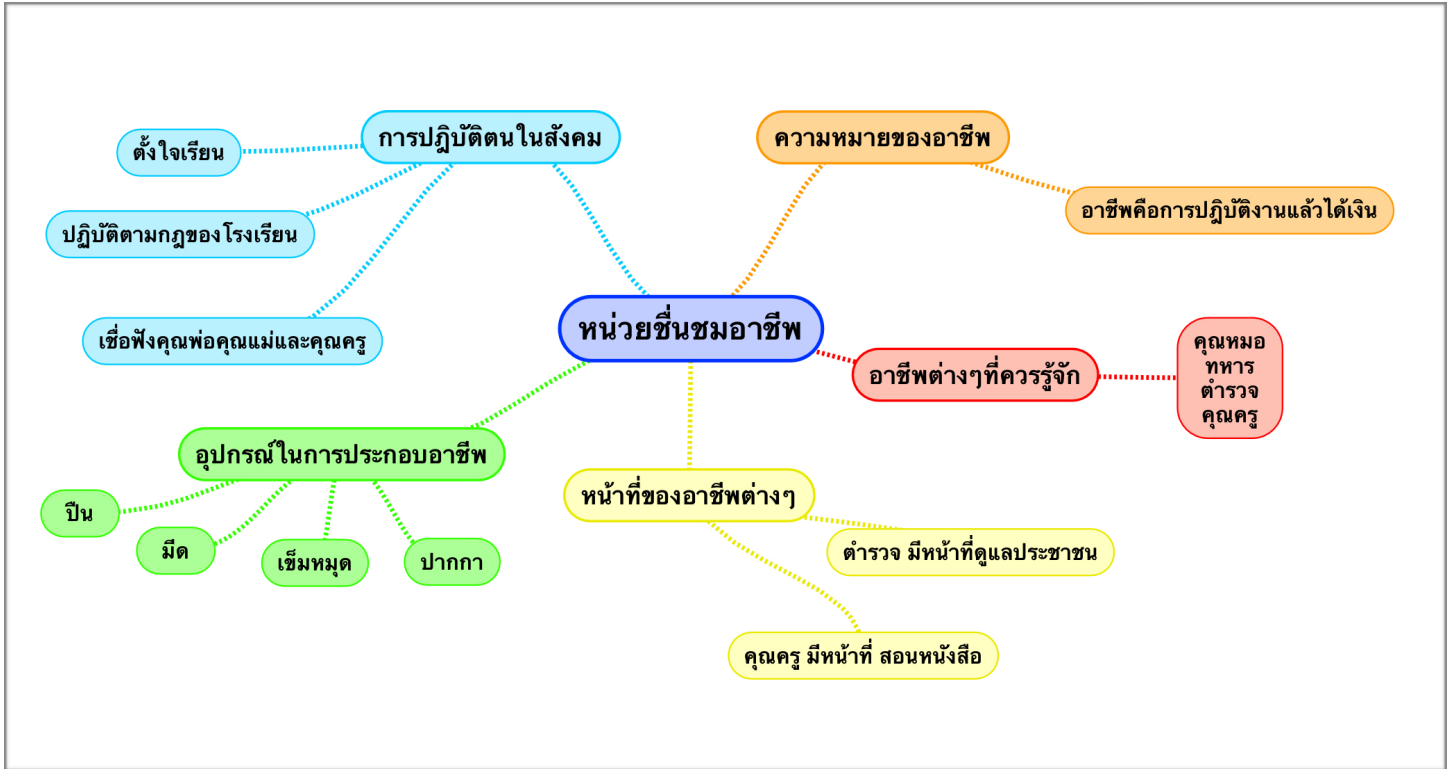 การปฎิบัติตนในสังคม
ตั้งใจเรียน
ปฏิบัติตามกฎของโรงเรียน
เชื่อฟังคุณพ่อคุณแม่และคุณครู
ความหมายของอาชีพ
อาชีพคือการปฎิบัติงานแล้วได้เงิน
หน่วยชื่นชมอาชีพ
อาชีพต่างๆที่ควรรู้จัก
คุณหมอ
ทหาร
ตำรวจ
คุณครู
อุปกรณ์ในการประกอบอาชีพ
ปืน
มีด
เข็มหมุด
ปากกา
หน้าที่ของอาชีพต่างๆ
ตำรวจ มีหน้าที่ดูแลประชาชน
คุณครู มีหน้าที่ สอนหนังสือ